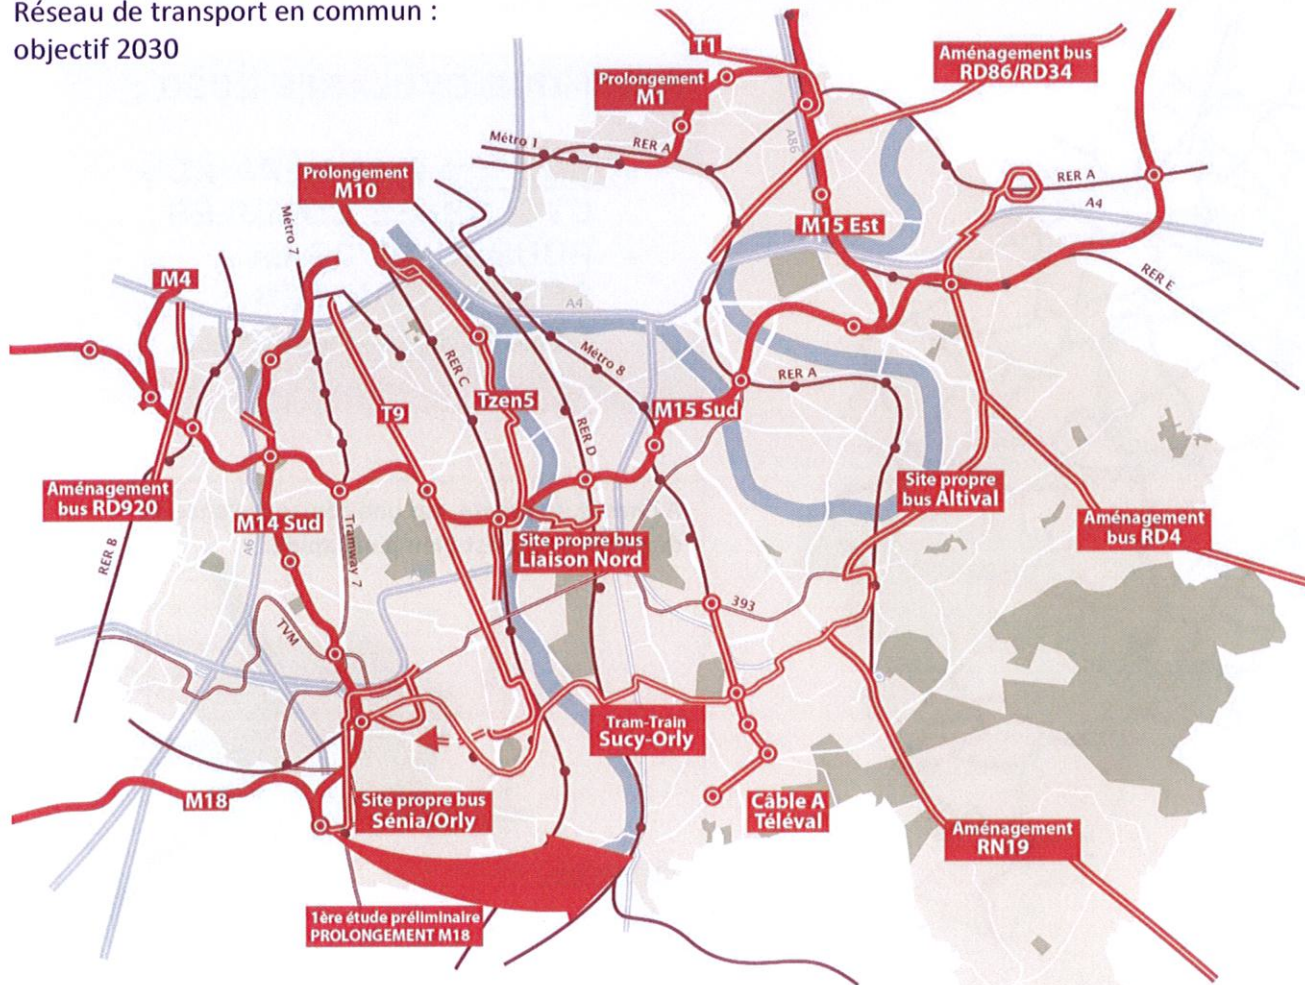 Réseau de transport en commun :
objectif 2030
T1
Aménagement bus
RD86/RD34
Prolongement
M1
Métro 1
RER A
A86
Prolongement
M10
RER A
A4
Métro 7
M15 Est
M4
RER E
A4
Métro 8
RER C
RER A
Tzen5
M15 Sud
T9
RER D
Aménagement
bus RD920
Site propre
bus Altival
M14 Sud
Aménagement
bus RD4
Site propre bus
Liaison Nord
A6
Tramway 7
RER B
393
TVM
Tram-Train
Sucy-Orly
M18
Site propre bus
Sénia/Orly
Câble A
Téléval
Aménagement
RN19
1ère étude préliminaire
PROLONGEMENT M18